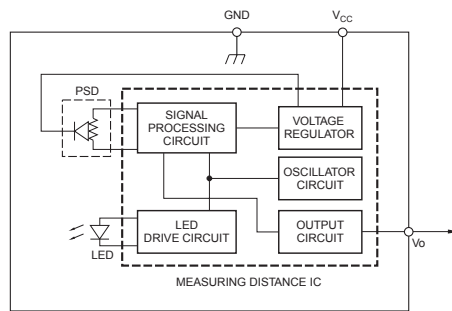 GND
VCC
PSD
SIGNAL
PROCESSING
CIRCUIT
VOLTAGE
REGULATOR
OSCILLATOR
CIRCUIT
LED
DRIVE CIRCUIT
OUTPUT
CIRCUIT
LED
Vo
MEASURING DISTANCE IC